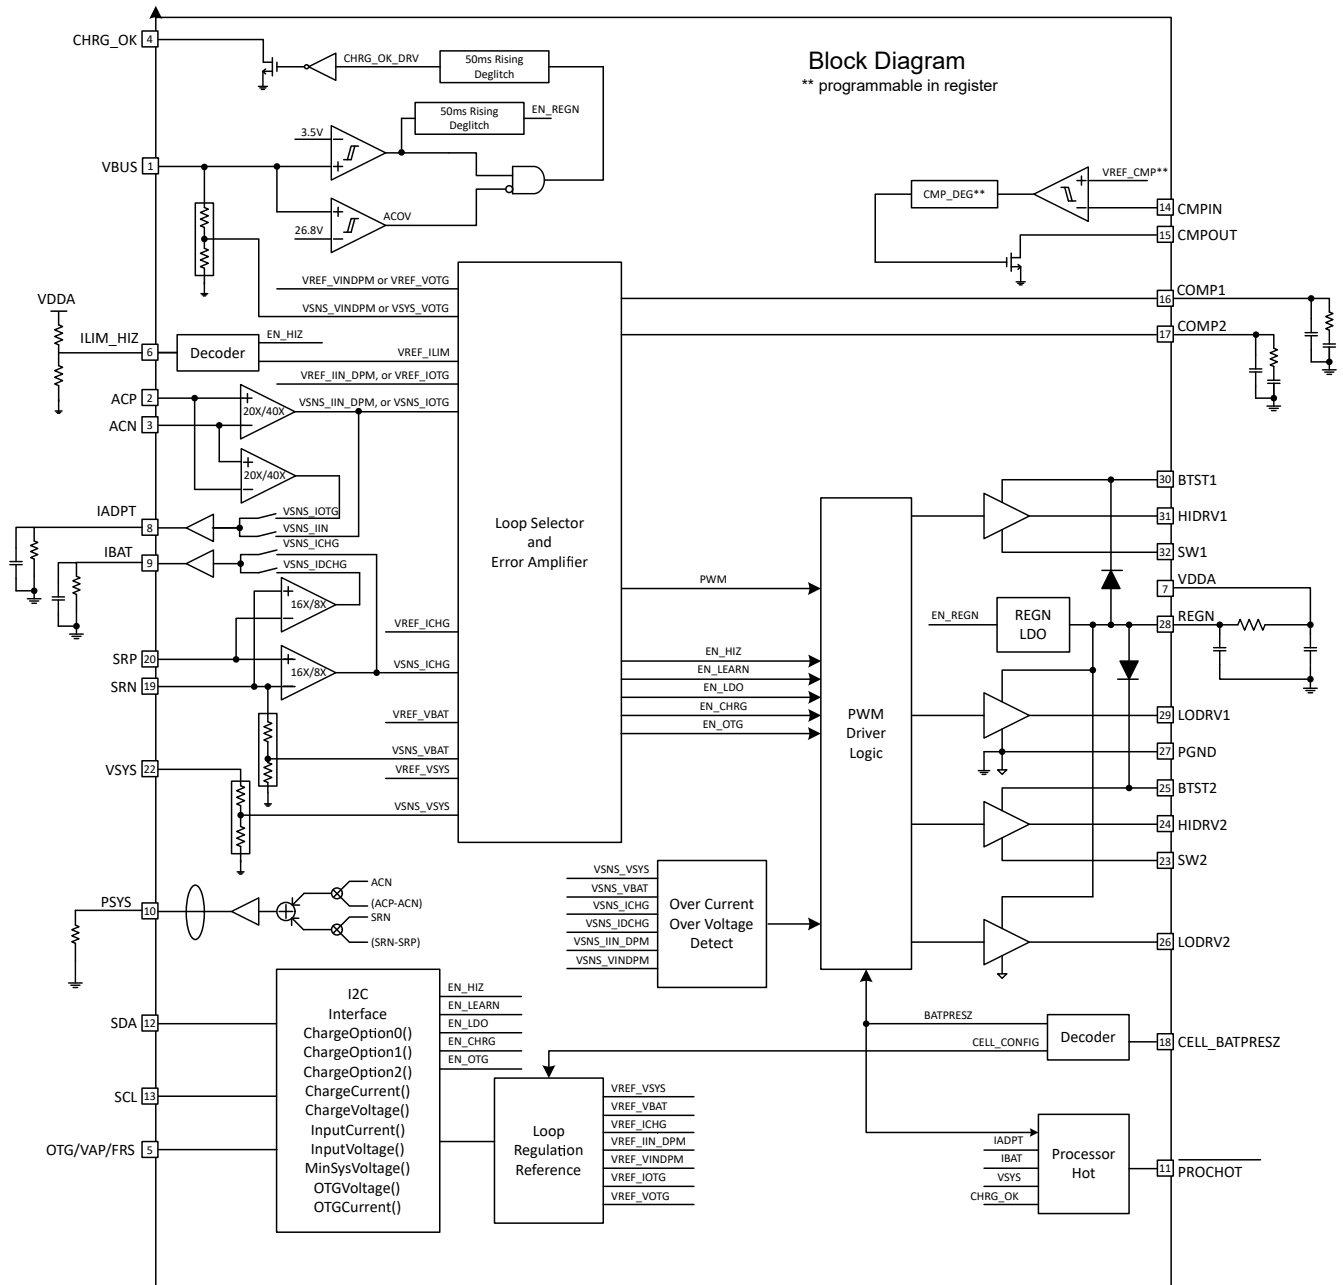 Block Diagram
** programmable in register
CHRG_OK 4
CHRG_OK_DRV
50ms Rising
Deglitch
50ms Rising
Deglitch
EN_REGN
3.5V
−
+
VBUS 1
+
−
26.8V
ACOV
CMP_DEG**
+
−
VREF_CMP**
14 CMPIN
15 CMPOUT
VREF_VINDPM or VREF_VOTG
VSNS_VINDPM or VSYS_VOTG
16 COMP1
17 COMP2
VDDA
ILIM_HIZ 6
Decoder
EN_HIZ
VREF_ILIM
VREF_IIN_DPM, or VREF_IOTG
VSNS_IIN_DPM, or VSNS_IOTG
ACP 2
ACN 3
+
20X/40X
−
+
20X/40X
−
IADPT 8
VSNS_IOTG
VSNS_IIN
IBAT 9
VSNS_ICHG
VSNS_IDCHG
+
16X/8X
−
SRP 20
SRN 19
+
16X/8X
−
VREF_ICHG
VSNS_ICHG
VREF_VBAT
VSNS_VBAT
VREF_VSYS
VSNS_VSYS
VSYS 22
Loop Selector
and
Error Amplifier
PWM
EN_HIZ
EN_LEARN
EN_LDO
EN_CHRG
EN_OTG
PWM
Driver
Logic
30 BTST1
31 HIDRV1
32 SW1
7 VDDA
EN_REGN
REGN
LDO
28 REGN
29 LODRV1
27 PGND
25 BTST2
24 HIDRV2
23 SW2
26 LODRV2
PSYS 10
ACN
(ACP-ACN)
SRN
(SRN-SRP)
VSNS_VSYS
VSNS_VBAT
VSNS_ICHG
VSNS_IDCHG
VSNS_IIN_DPM
VSNS_VINDPM
Over Current
Over Voltage
Detect
SDA 12
SCL 13
OTG/VAP/FRS 5
I2C
Interface
ChargeOption0()
ChargeOption1()
ChargeOption2()
ChargeCurrent()
ChargeVoltage()
InputCurrent()
InputVoltage()
MinSysVoltage()
OTGVoltage()
OTGCurrent()
EN_HIZ
EN_LEARN
EN_LDO
EN_CHRG
EN_OTG
Loop
Regulation
Reference
VREF_VSYS
VREF_VBAT
VREF_ICHG
VREF_IIN_DPM
VREF_VINDPM
VREF_IOTG
VREF_VOTG
BATPRESZ
CELL_CONFIG
Decoder
18 CELL_BATPRESZ
IADPT
IBAT
VSYS
CHRG_OK
Processor
Hot
11 PROCHOT